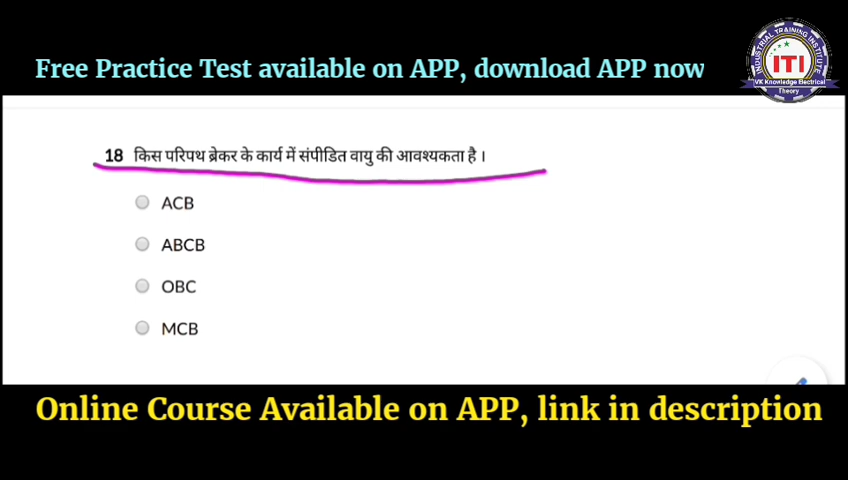 Free Practice Test available on APP, download APP now
INDUSTRIAL TRAINING INSTITUTE
ITI
VK Knowledge Electrical
Theory
18 किस परिपथ ब्रेकर के कार्य में संपीडित वायु की आवश्यकता है ।
ACB
ABCB
OBC
MCB
Online Course Available on APP, link in description